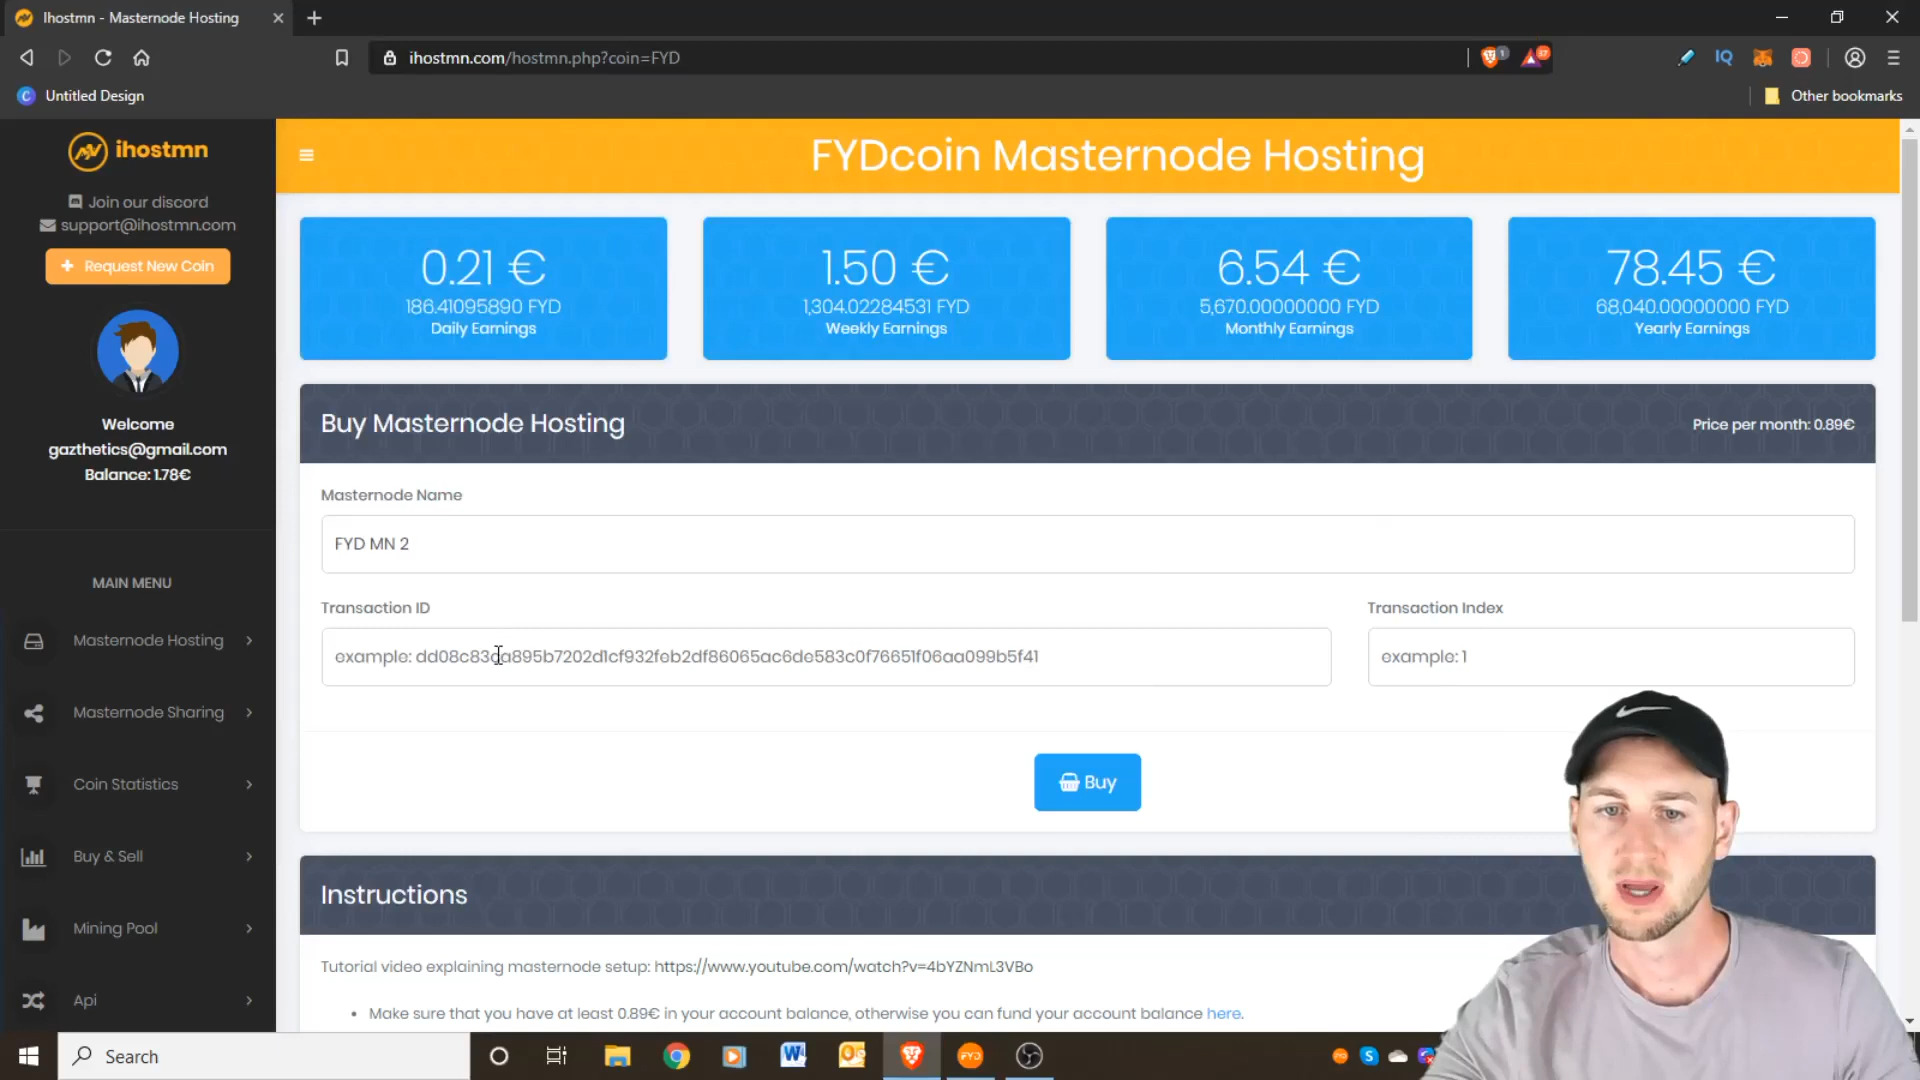 Ihostmn - Masternode Hosting
ihostmn.com/hostmn.php?coin=FYD
1
37
IQ
Untitled Design
Other bookmarks
ihostmn
Join our discord
support@ihostmn.com
+ Request New Coin
Welcome
gazthetics@gmail.com
Balance: 1.78€
MAIN MENU
Masternode Hosting
Masternode Sharing
Coin Statistics
Buy & Sell
Mining Pool
Api
FYDcoin Masternode Hosting
0.21 €
186.41095890 FYD
Daily Earnings
1.50 €
1,304.02284531 FYD
Weekly Earnings
6.54 €
5,670.00000000 FYD
Monthly Earnings
78.45 €
68,040.00000000 FYD
Yearly Earnings
Buy Masternode Hosting
Price per month: 0.89€
Masternode Name
FYD MN 2
Transaction ID
Transaction Index
example: dd08c83da895b7202d1cf932feb2df86065ac6de583c0f76651f06aa099b5f41
example: 1
Buy
Instructions
Tutorial video explaining masternode setup: https://www.youtube.com/watch?v=4bYZNmL3VBo
• Make sure that you have at least 0.89€ in your account balance, otherwise you can fund your account balance here.
Search
FYD